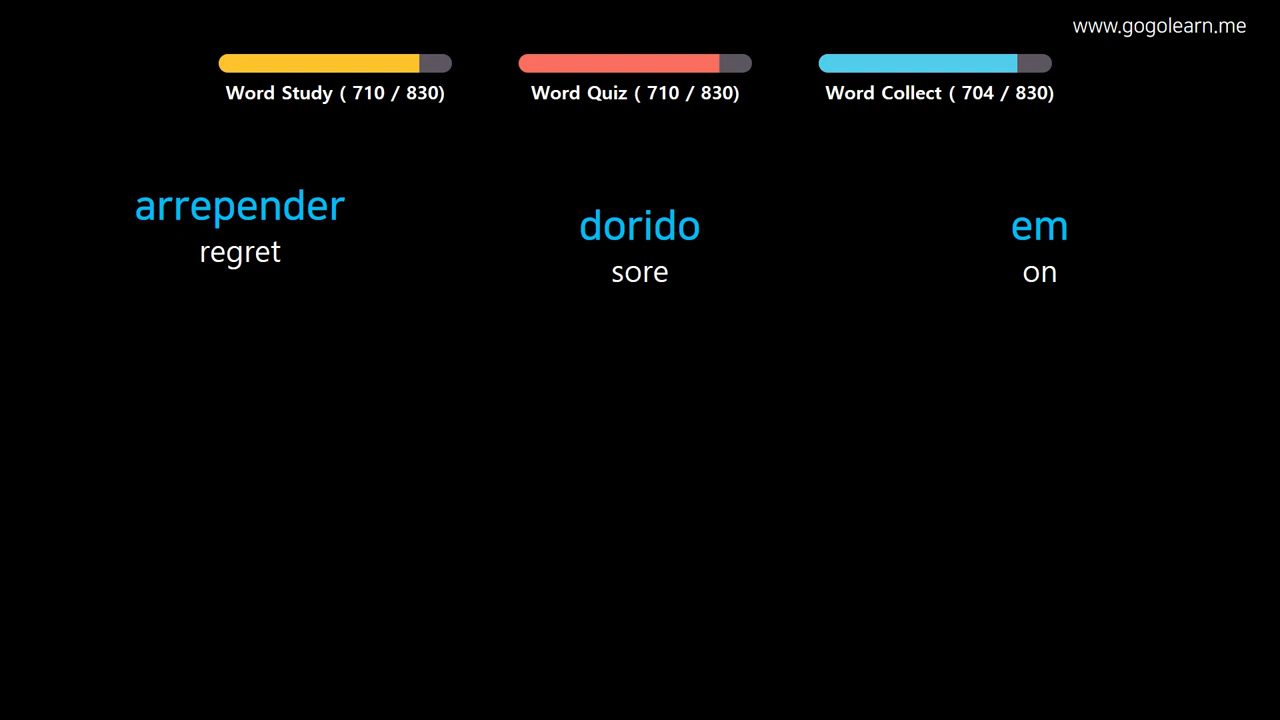 www.gogolearn.me
Word Study ( 710 / 830)
Word Quiz ( 710 / 830)
Word Collect ( 704 / 830)
arrepender
regret
dorido
sore
em
on